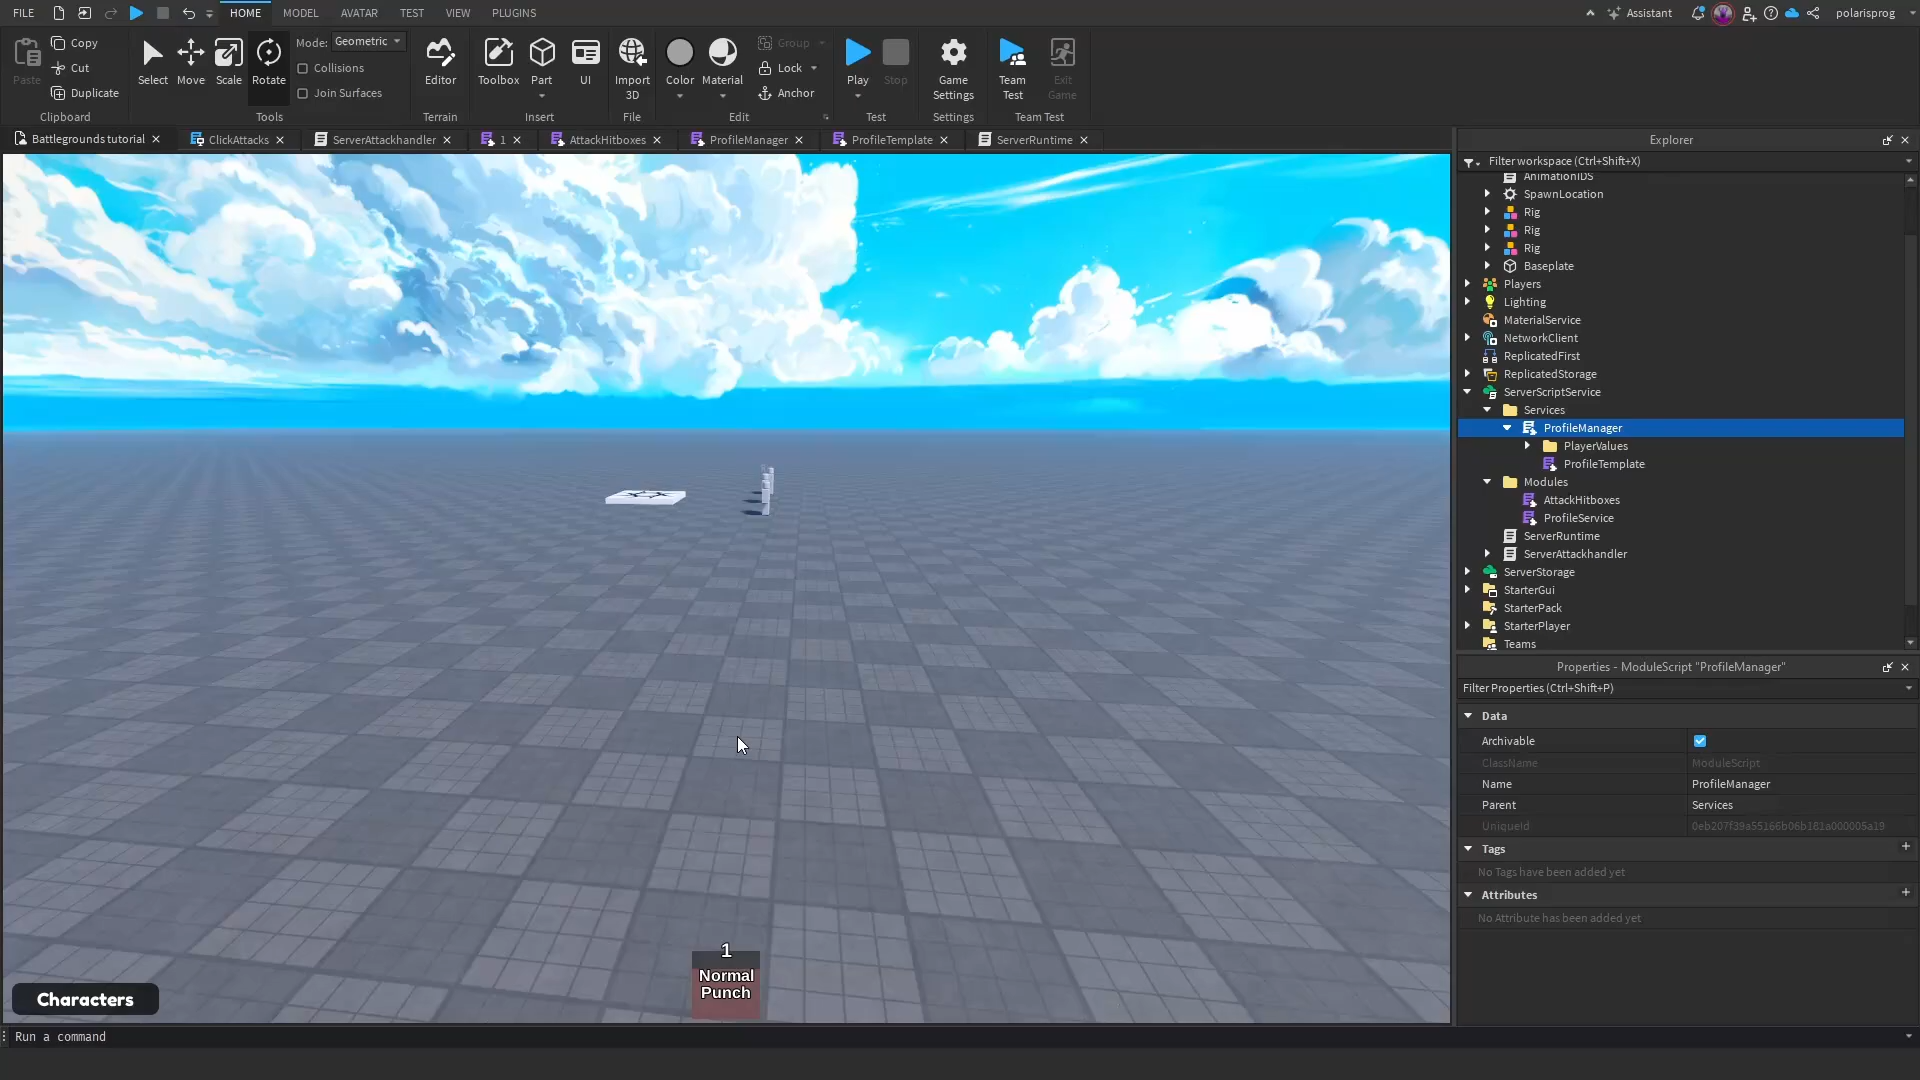 FILE
HOME
MODEL
AVATAR
TEST
VIEW
PLUGINS
Assistant
polarisprog
Paste
Copy
Cut
Duplicate
Clipboard
Select
Move
Scale
Rotate
Mode: Geometric
Collisions
Join Surfaces
Tools
Editor
Terrain
Toolbox
Part
UI
Insert
Import
3D
File
Color
Material
Group
Lock
Anchor
Edit
Play
Stop
Test
Game
Settings
Settings
Team
Test
Exit
Game
Team Test
Battlegrounds tutorial
ClickAttacks
ServerAttackhandler
1
AttackHitboxes
ProfileManager
ProfileTemplate
ServerRuntime
1
Normal
Punch
Characters
Run a command
Explorer
Filter workspace (Ctrl+Shift+X)
AnimationIDS
SpawnLocation
Rig
Rig
Rig
Baseplate
Players
Lighting
MaterialService
NetworkClient
ReplicatedFirst
ReplicatedStorage
ServerScriptService
Services
ProfileManager
PlayerValues
ProfileTemplate
Modules
AttackHitboxes
ProfileService
ServerRuntime
ServerAttackhandler
ServerStorage
StarterGui
StarterPack
StarterPlayer
Teams
Properties - ModuleScript "ProfileManager"
Filter Properties (Ctrl+Shift+P)
Data
Archivable
ClassName ModuleScript
Name ProfileManager
Parent Services
UniqueId 0eb207f39a55166b06b181a000005a19
Tags
No Tags have been added yet
Attributes
No Attribute has been added yet